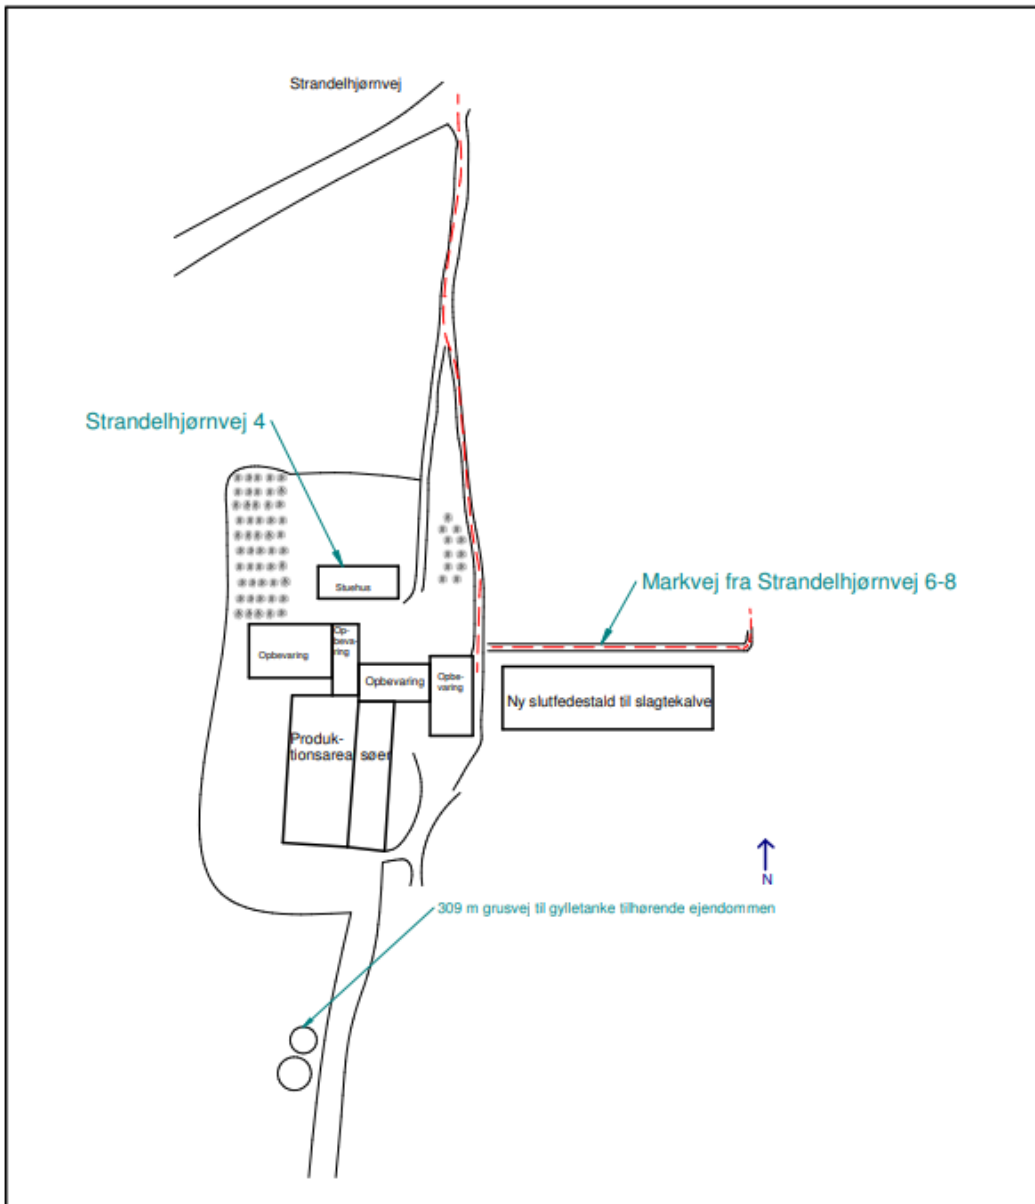 Strandelhjørnvej
Strandelhjørnvej 4
Stuehus
Markvej fra Strandelhjørnvej 6-8
Opbevaring
Op-
beva-
ring
Opbevaring
Opbe-
varing
Ny slutfedestald til slagtekalve
Produk-
tionsareal
søer
N
309 m grusvej til gylletanke tilhørende ejendommen